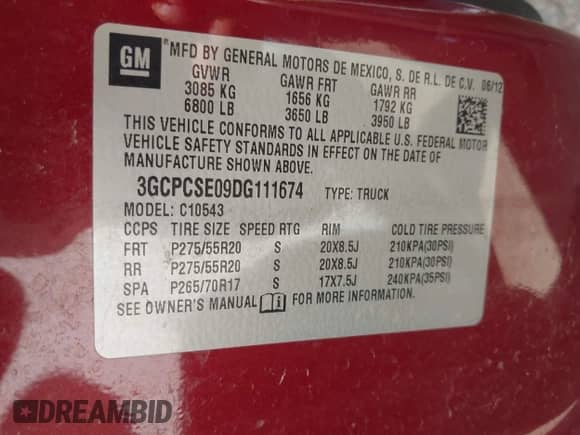 GM
MFD BY GENERAL MOTORS DE MEXICO, S. DE R.L. DE C.V. 06/12
GVWR GAWR FRT GAWR RR
3085 KG 1656 KG 1792 KG
6800 LB 3650 LB 3950 LB
THIS VEHICLE CONFORMS TO ALL APPLICABLE U.S. FEDERAL MOTOR
VEHICLE SAFETY STANDARDS IN EFFECT ON THE DATE OF
MANUFACTURE SHOWN ABOVE.
3GCPCSE09DG111674 TYPE: TRUCK
MODEL: C10543
CCPS TIRE SIZE SPEED RTG RIM COLD TIRE PRESSURE
FRT P275/55R20 S 20X8.5J 210KPA(30PSI)
RR P275/55R20 S 20X8.5J 210KPA(30PSI)
SPA P265/70R17 S 17X7.5J 240KPA(35PSI)
SEE OWNER'S MANUAL i FOR MORE INFORMATION.
DREAMBID